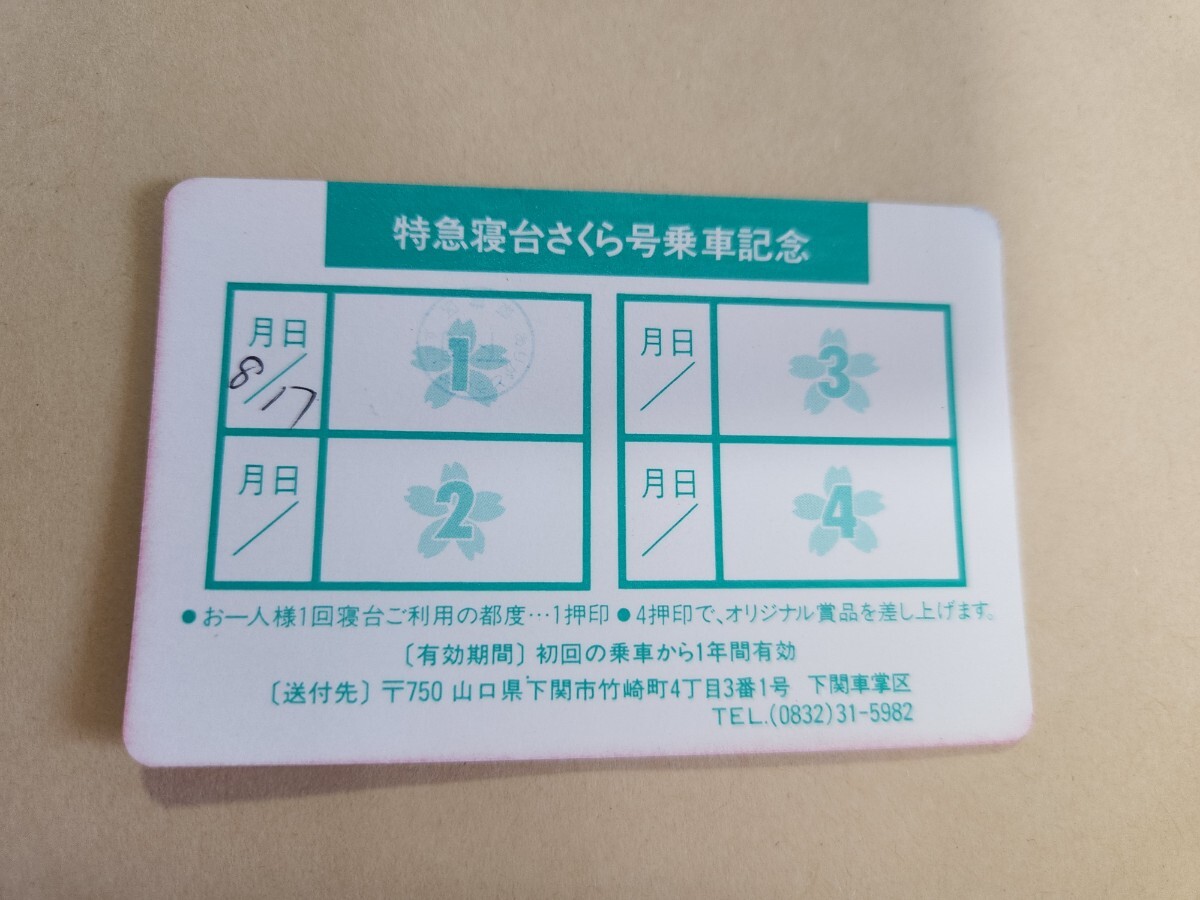 特急寝台さくら号乗車記念
月日
8/17
1
月日
/
3
月日
/
2
月日
/
4
●お一人様1回寝台ご利用の都度…1押印 ●4押印で、オリジナル賞品を差し上げます。
〔有効期間〕初回の乗車から1年間有効
〔送付先〕〒750 山口県下関市竹崎町4丁目3番1号 下関車掌区
TEL.(0832)31-5982